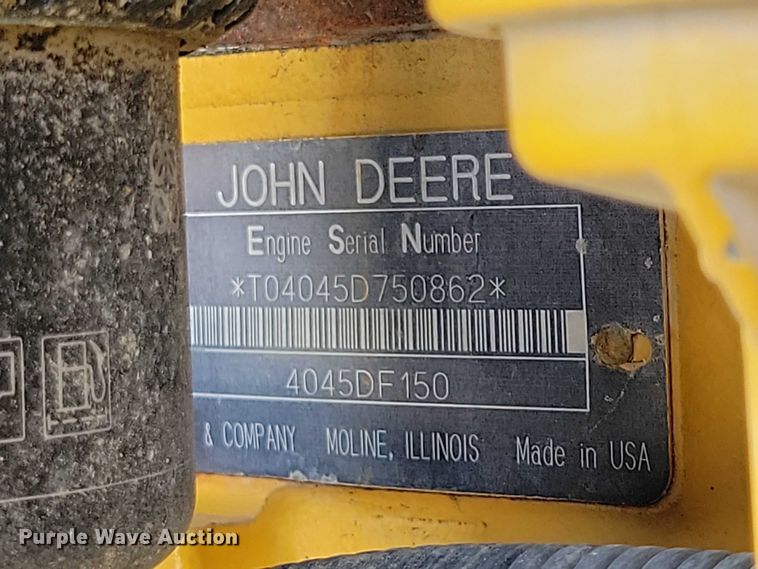 JOHN DEERE
Engine Serial Number
*T04045D750862*
4045DF150
& COMPANY MOLINE, ILLINOIS Made in USA
Purple Wave Auction